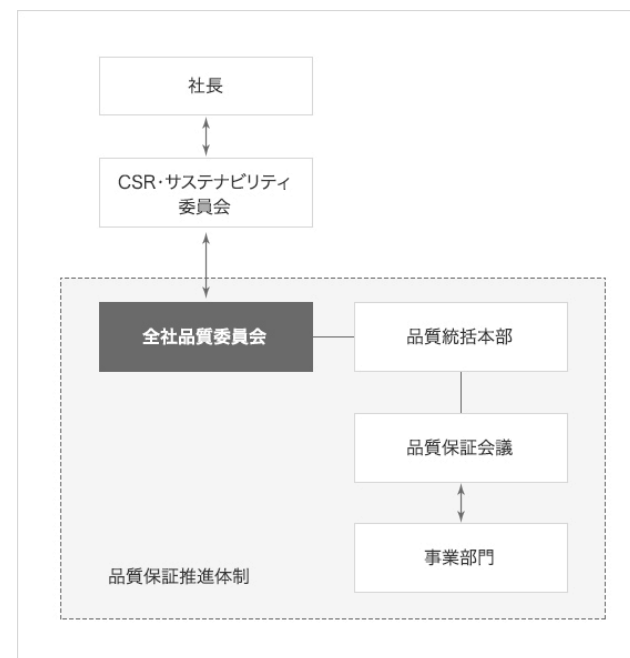 社長
CSR・サステナビリティ
委員会
全社品質委員会
品質統括本部
品質保証会議
事業部門
品質保証推進体制